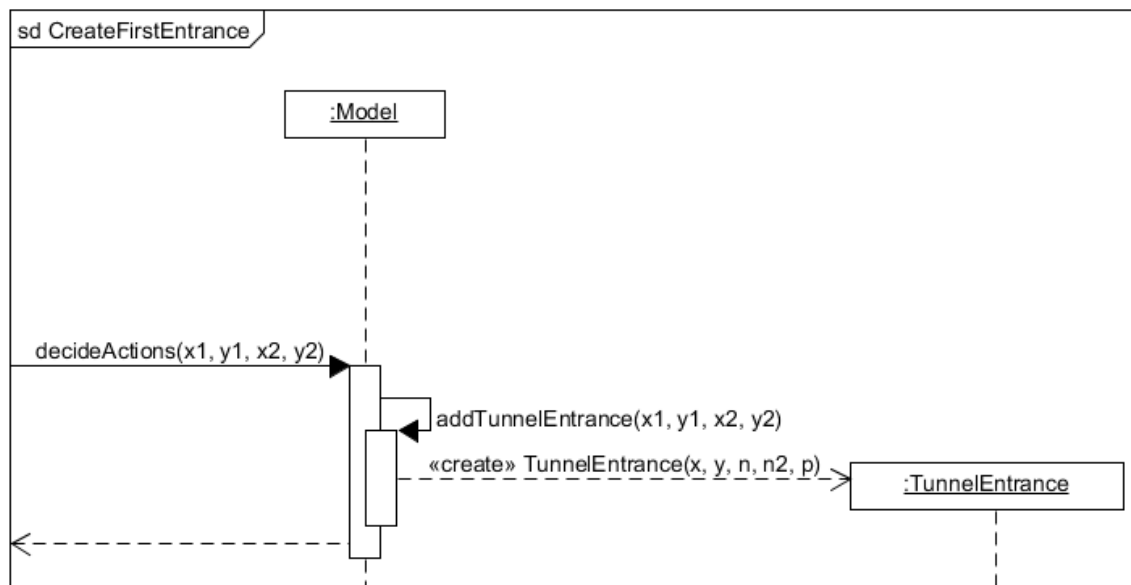 sd CreateFirstEntrance
:Model
decideActions(x1, y1, x2, y2)
addTunnelEntrance(x1, y1, x2, y2)
«create» TunnelEntrance(x, y, n, n2, p)
:TunnelEntrance